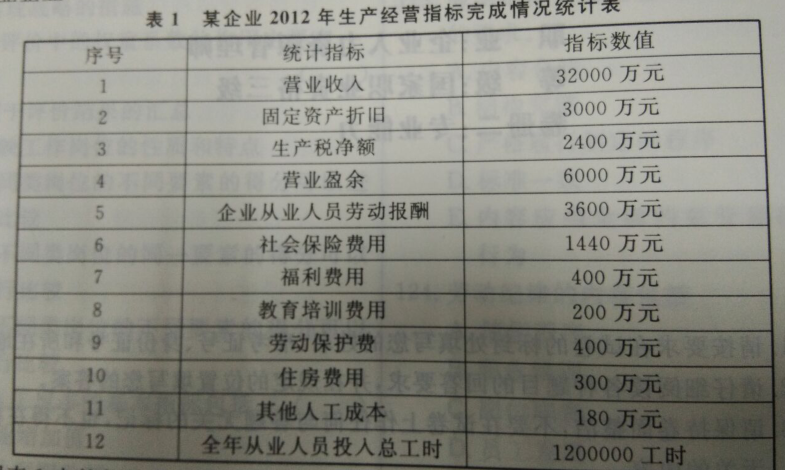 表 1 某企业 2012 年生产经营指标完成情况统计表
序号 统计指标 指标数值
1 营业收入 32000 万元
2 固定资产折旧 3000 万元
3 生产税净额 2400 万元
4 营业盈余 6000 万元
5 企业从业人员劳动报酬 3600 万元
6 社会保险费用 1440 万元
7 福利费用 400 万元
8 教育培训费用 200 万元
9 劳动保护费 400 万元
10 住房费用 300 万元
11 其他人工成本 180 万元
12 全年从业人员投入总工时 1200000 工时